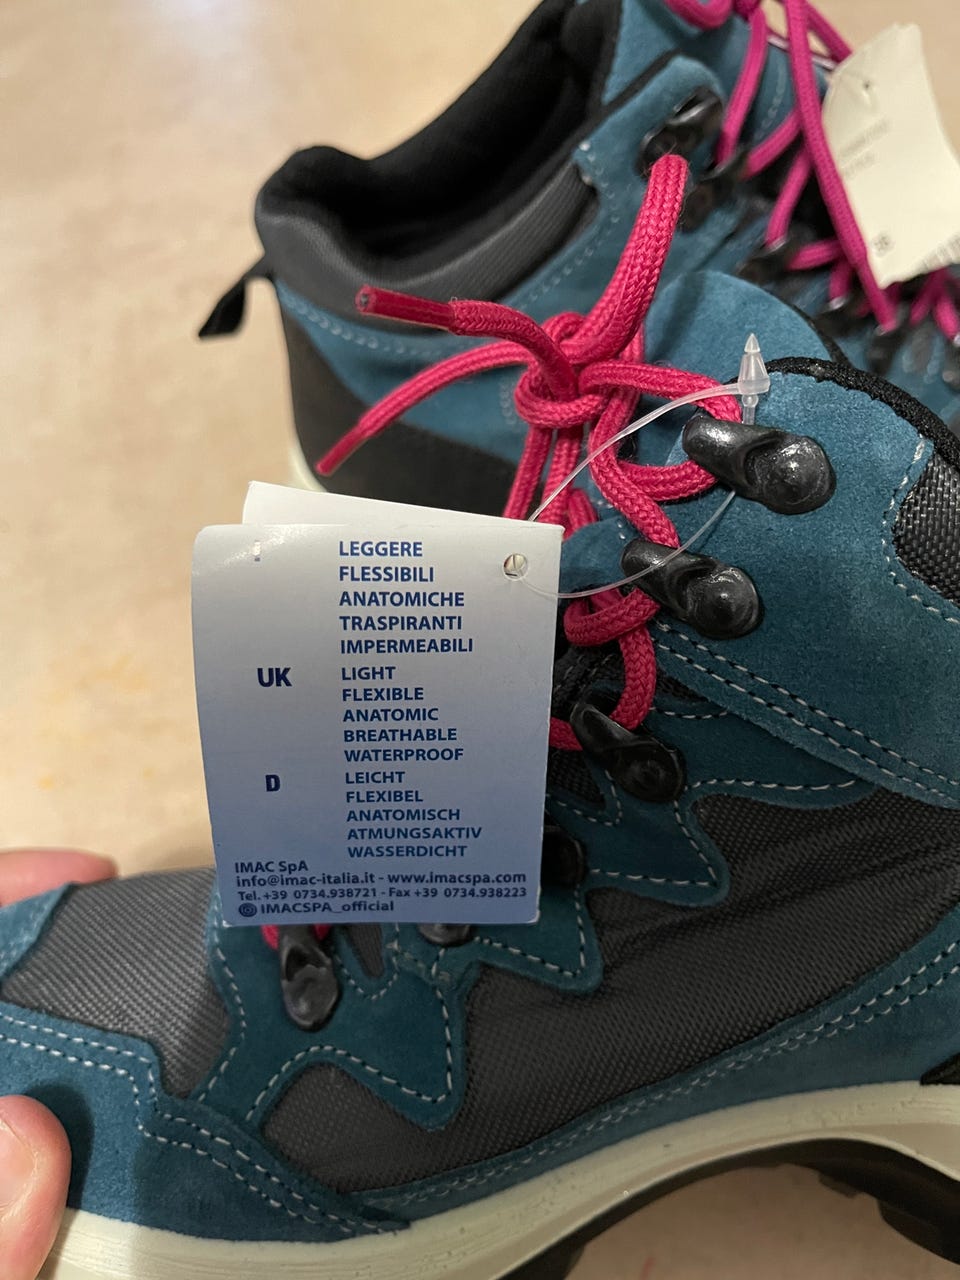 I
LEGGERE
FLESSIBILI
ANATOMICHE
TRASPIRANTI
IMPERMEABILI
UK
LIGHT
FLEXIBLE
ANATOMIC
BREATHABLE
WATERPROOF
D
LEICHT
FLEXIBEL
ANATOMISCH
ATMUNGSAKTIV
WASSERDICHT
IMAC SpA
info@imac-italia.it - www.imacspa.com
Tel.+39 0734.938721 - Fax +39 0734.938223
IMACSPA_official